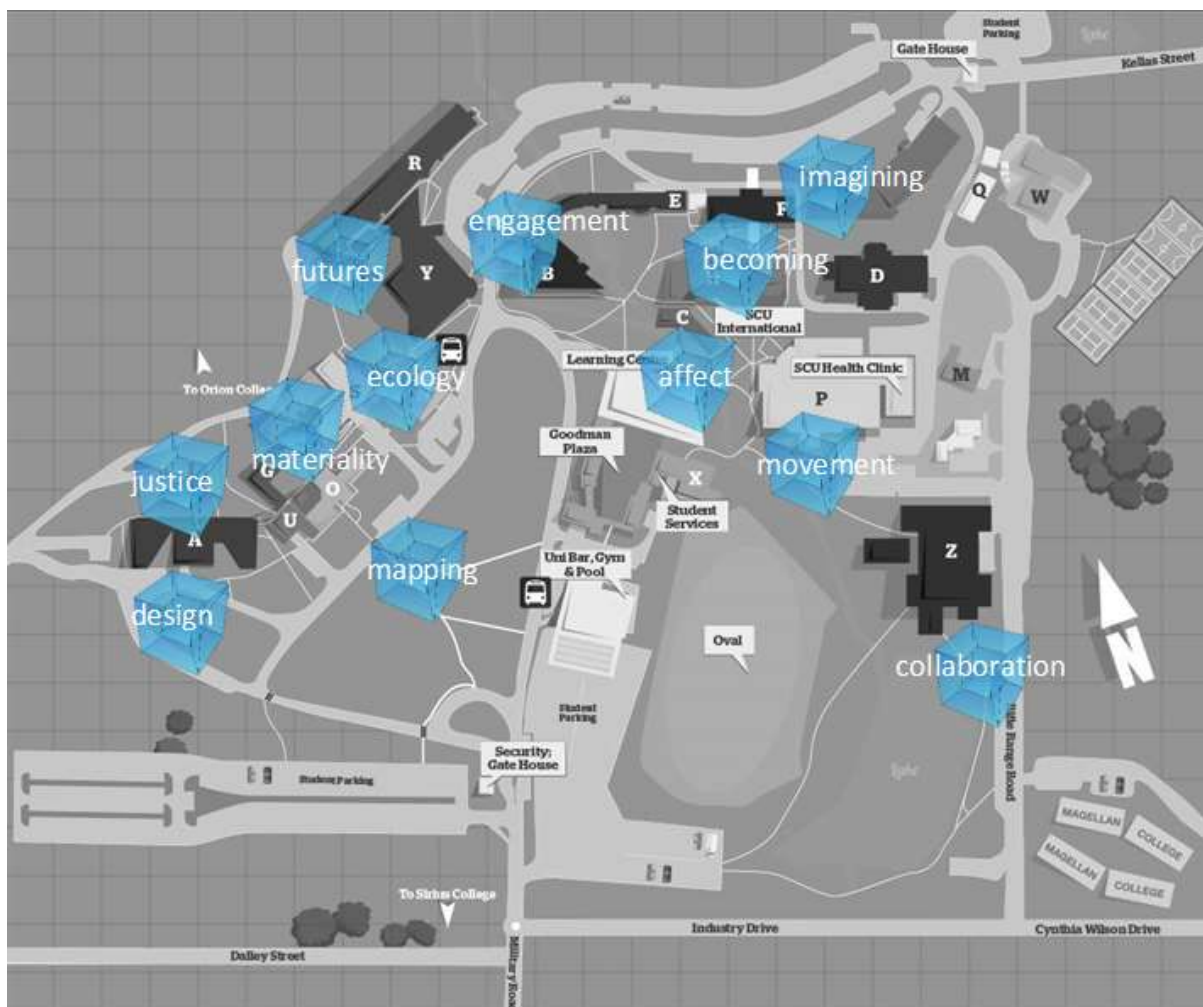 Student
Parking
Gate House
Kellas Street
R
imagining
E
F
Q
W
engagement
futures
Y
B
becoming
D
C
SCU
International
ecology
Learning Centre
affect
SCU Health Clinic
M
To Orion College
P
materiality
Goodman
Plaza
movement
justice
G
O
X
U
Student
Services
A
Z
mapping
Uni Bar, Gym
& Pool
design
Oval
collaboration
N
Student
Parking
Security;
Gate House
Student Parking
Lake
Rifle Range Road
MAGELLAN
COLLEGE
MAGELLAN
COLLEGE
To Sirius College
Industry Drive
Cynthia Wilson Drive
Dalley Street
Military Road